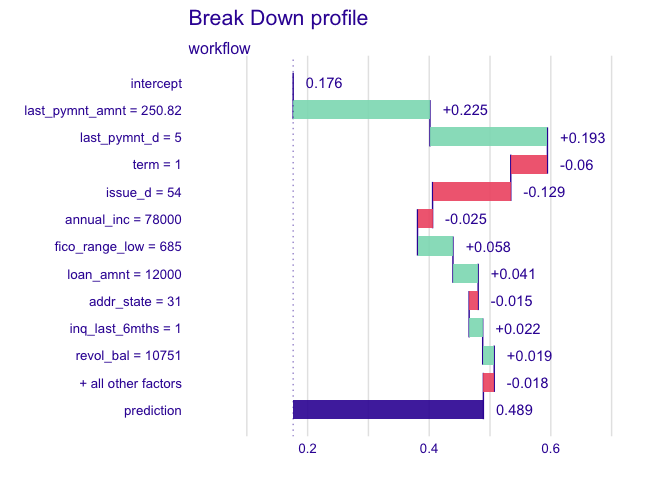 Break Down profile
workflow
intercept 0.176
last_pymnt_amnt = 250.82 +0.225
last_pymnt_d = 5 +0.193
term = 1 -0.06
issue_d = 54 -0.129
annual_inc = 78000 -0.025
fico_range_low = 685 +0.058
loan_amnt = 12000 +0.041
addr_state = 31 -0.015
inq_last_6mths = 1 +0.022
revol_bal = 10751 +0.019
+ all other factors -0.018
prediction 0.489
0.2 0.4 0.6